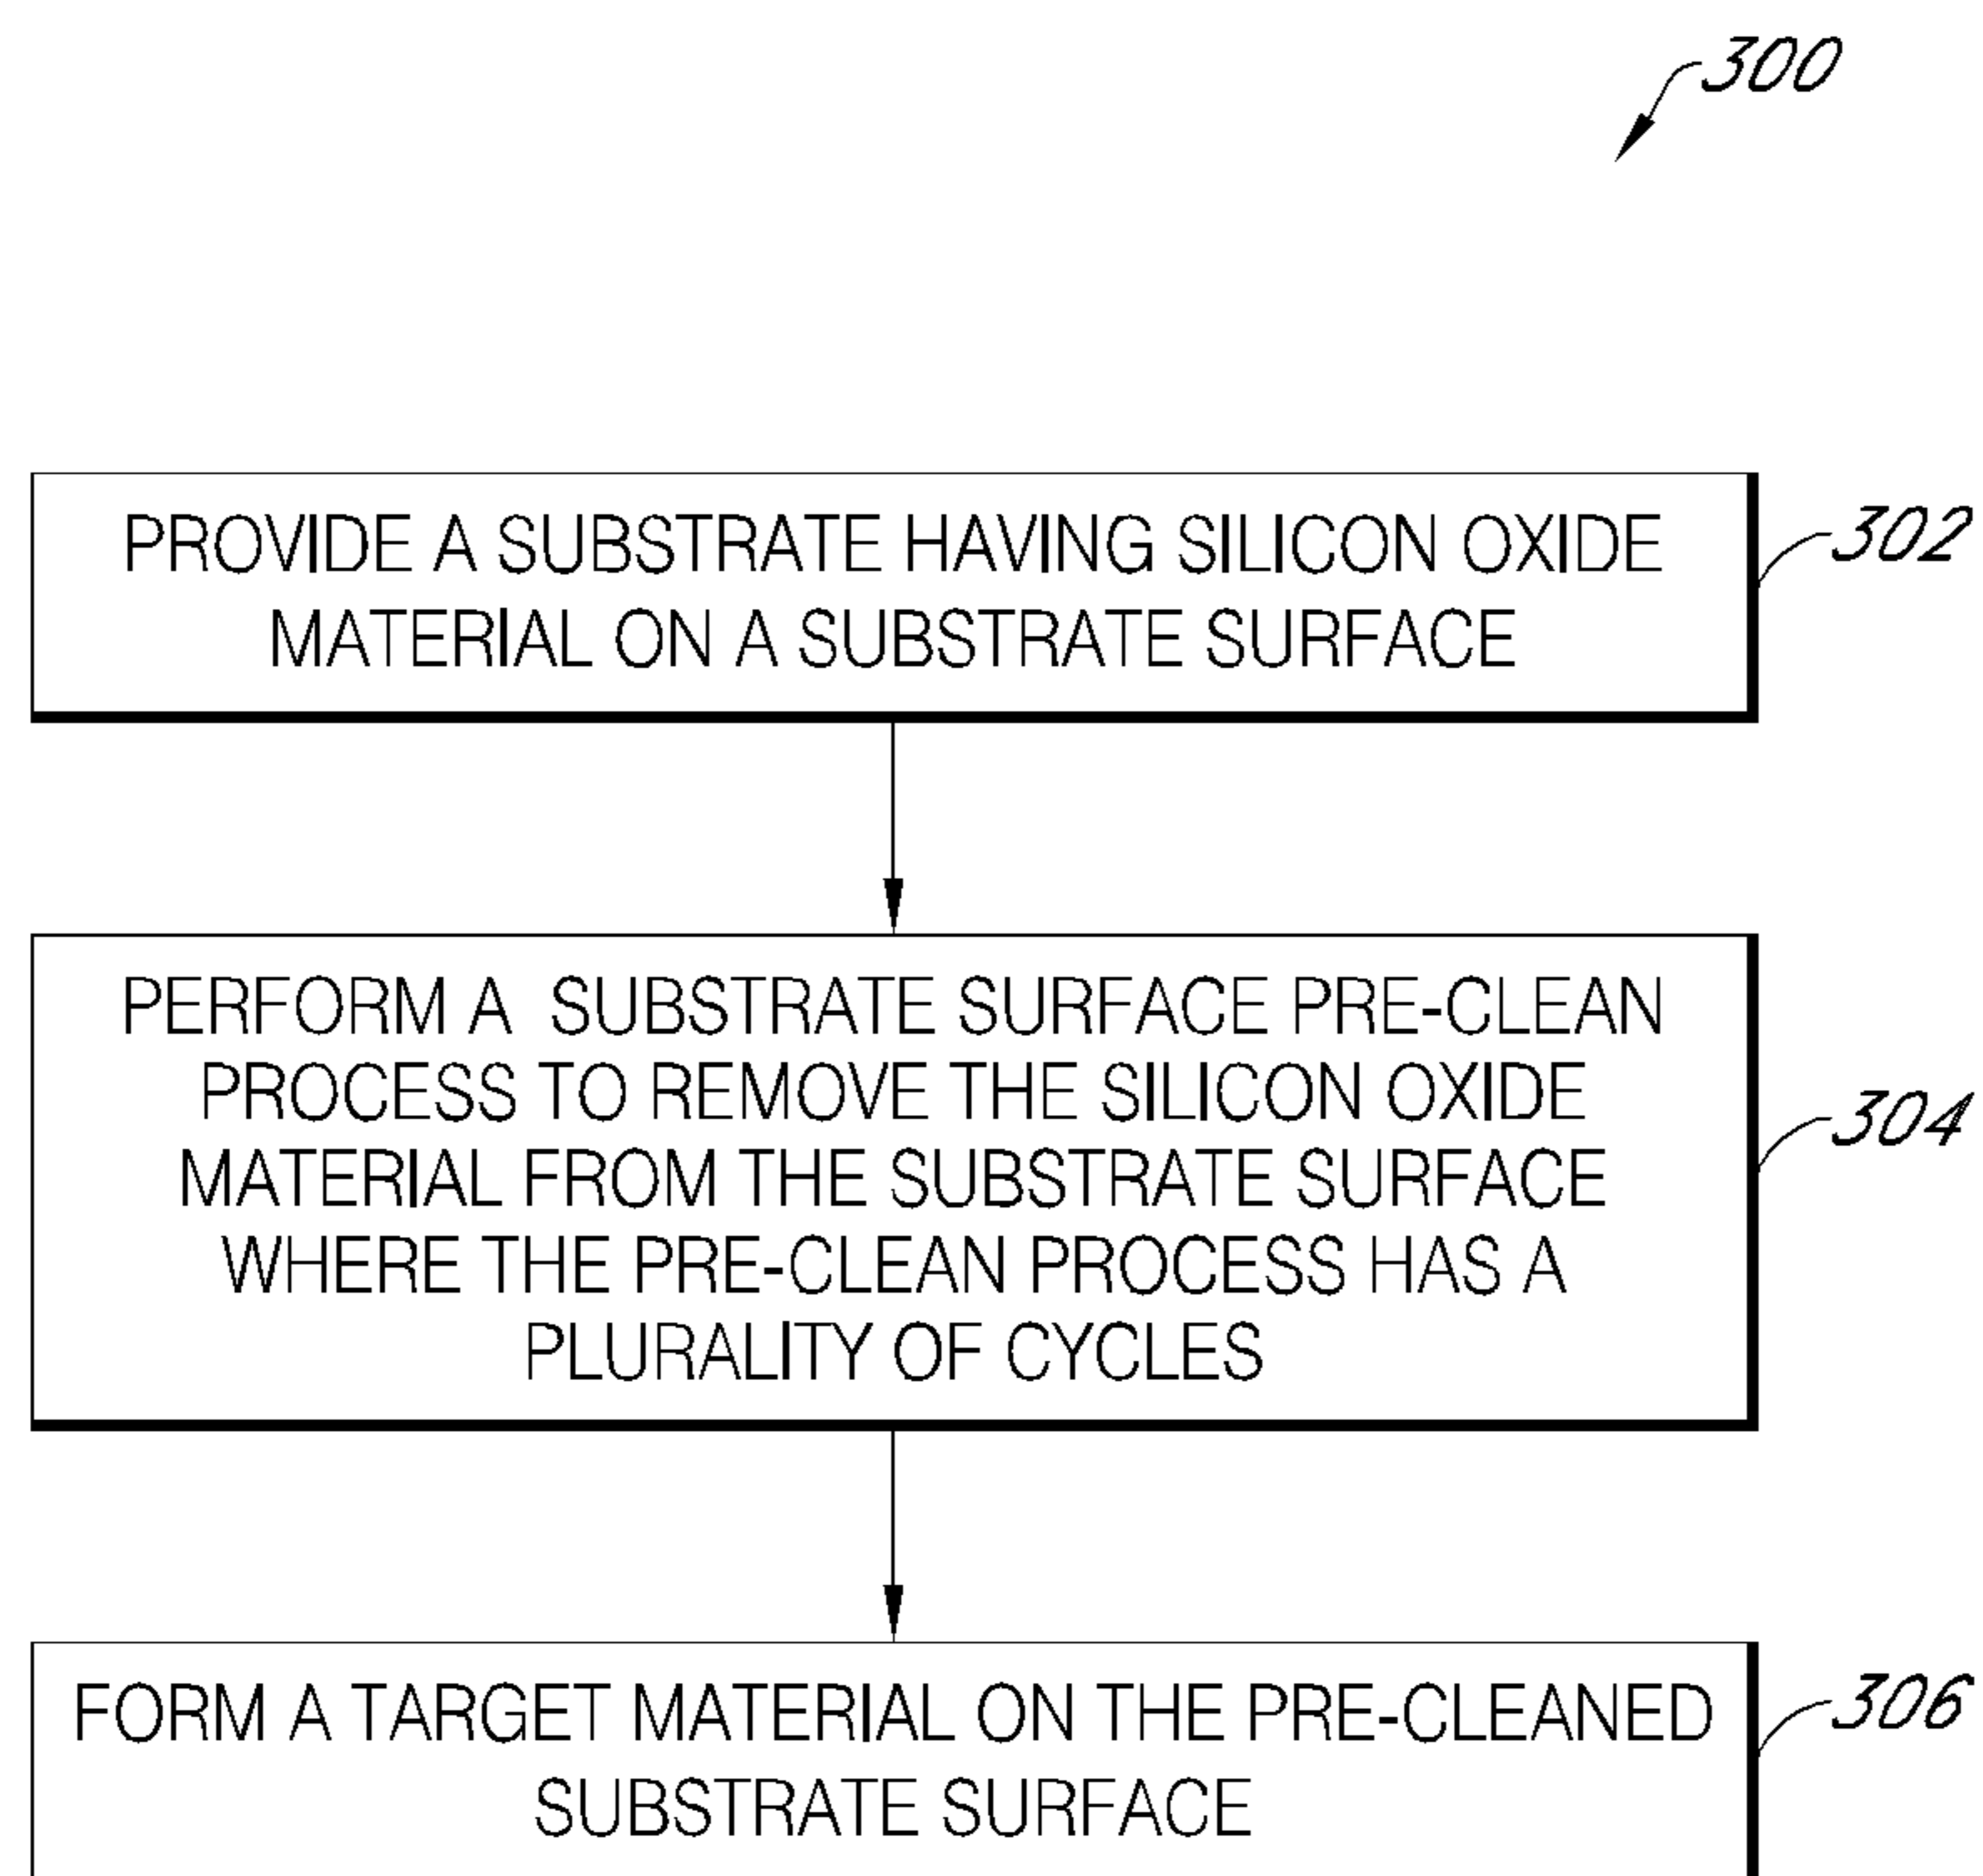 300
PROVIDE A SUBSTRATE HAVING SILICON OXIDE
MATERIAL ON A SUBSTRATE SURFACE
302
PERFORM A SUBSTRATE SURFACE PRE-CLEAN
PROCESS TO REMOVE THE SILICON OXIDE
MATERIAL FROM THE SUBSTRATE SURFACE
WHERE THE PRE-CLEAN PROCESS HAS A
PLURALITY OF CYCLES
304
FORM A TARGET MATERIAL ON THE PRE-CLEANED
SUBSTRATE SURFACE
306